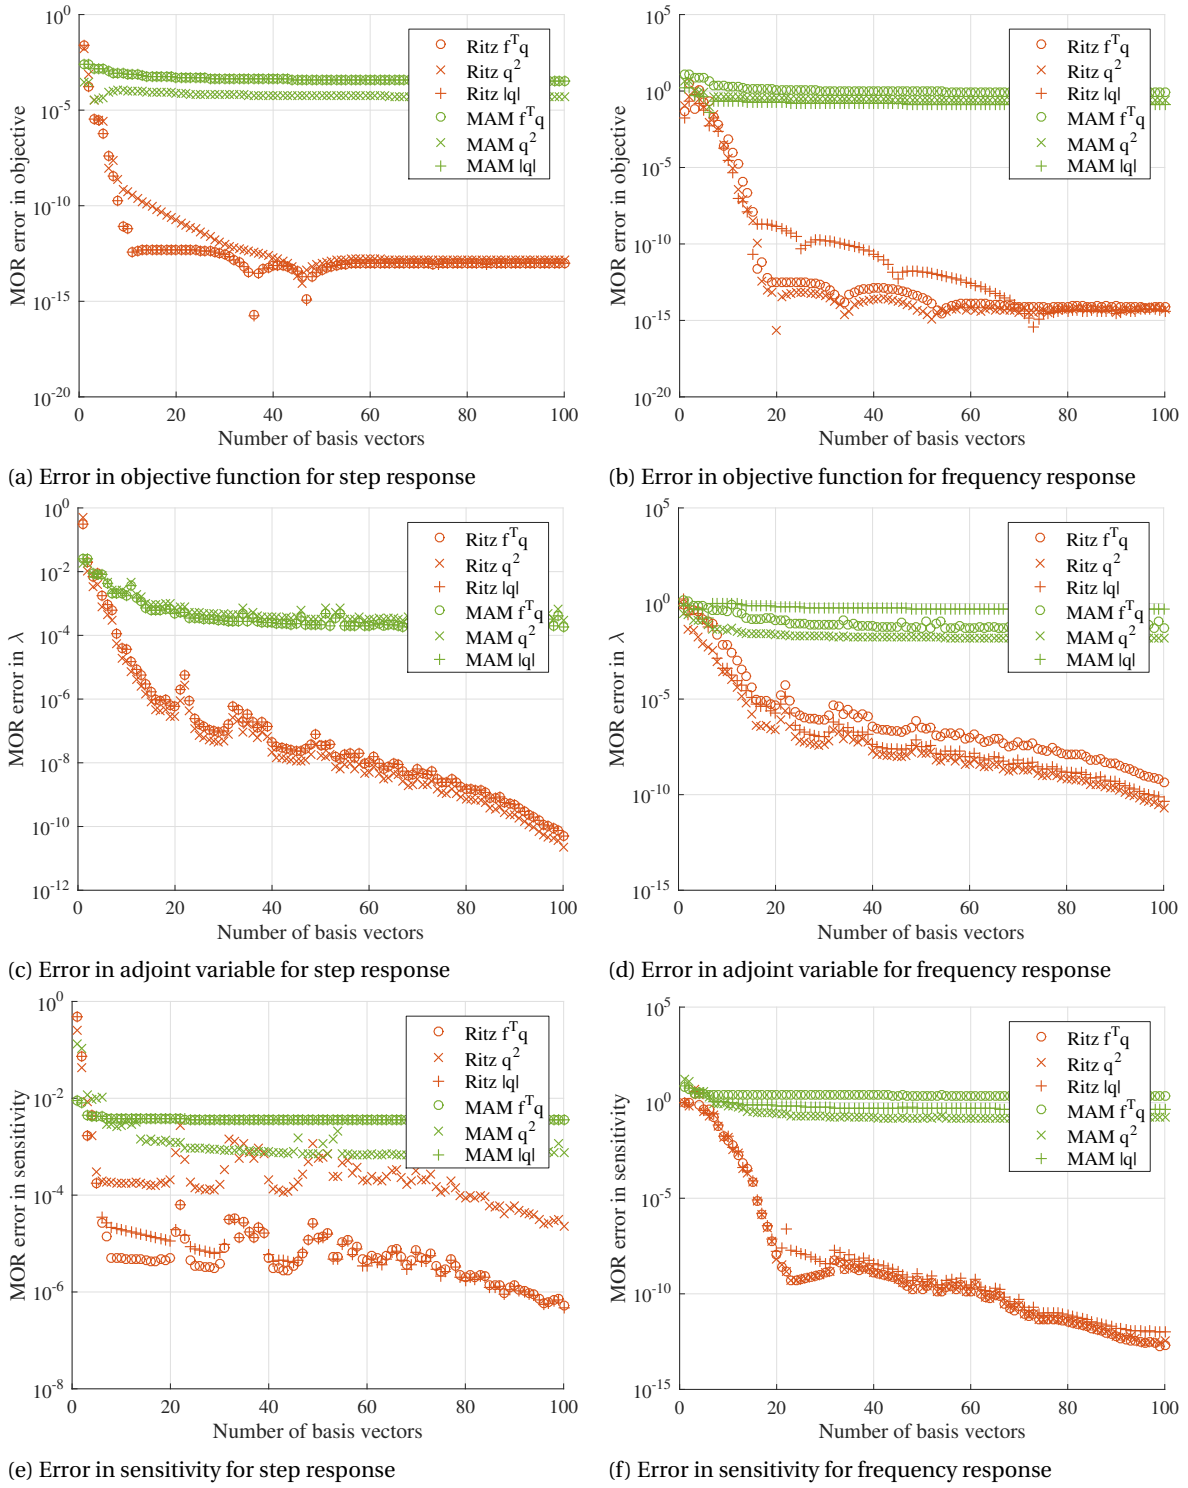 10^0
10^-5
10^-10
10^-15
10^-20
0 20 40 60 80 100
MOR error in objective
Number of basis vectors
Ritz f^Tq
Ritz q^2
Ritz |q|
MAM f^Tq
MAM q^2
MAM |q|
(a) Error in objective function for step response
10^5
10^0
10^-5
10^-10
10^-15
10^-20
0 20 40 60 80 100
MOR error in objective
Number of basis vectors
Ritz f^Tq
Ritz q^2
Ritz |q|
MAM f^Tq
MAM q^2
MAM |q|
(b) Error in objective function for frequency response
10^0
10^-2
10^-4
10^-6
10^-8
10^-10
10^-12
0 20 40 60 80 100
MOR error in λ
Number of basis vectors
Ritz f^Tq
Ritz q^2
Ritz |q|
MAM f^Tq
MAM q^2
MAM |q|
(c) Error in adjoint variable for step response
10^5
10^0
10^-5
10^-10
10^-15
0 20 40 60 80 100
MOR error in λ
Number of basis vectors
Ritz f^Tq
Ritz q^2
Ritz |q|
MAM f^Tq
MAM q^2
MAM |q|
(d) Error in adjoint variable for frequency response
10^0
10^-2
10^-4
10^-6
10^-8
0 20 40 60 80 100
MOR error in sensitivity
Number of basis vectors
Ritz f^Tq
Ritz q^2
Ritz |q|
MAM f^Tq
MAM q^2
MAM |q|
(e) Error in sensitivity for step response
10^5
10^0
10^-5
10^-10
10^-15
0 20 40 60 80 100
MOR error in sensitivity
Number of basis vectors
Ritz f^Tq
Ritz q^2
Ritz |q|
MAM f^Tq
MAM q^2
MAM |q|
(f) Error in sensitivity for frequency response